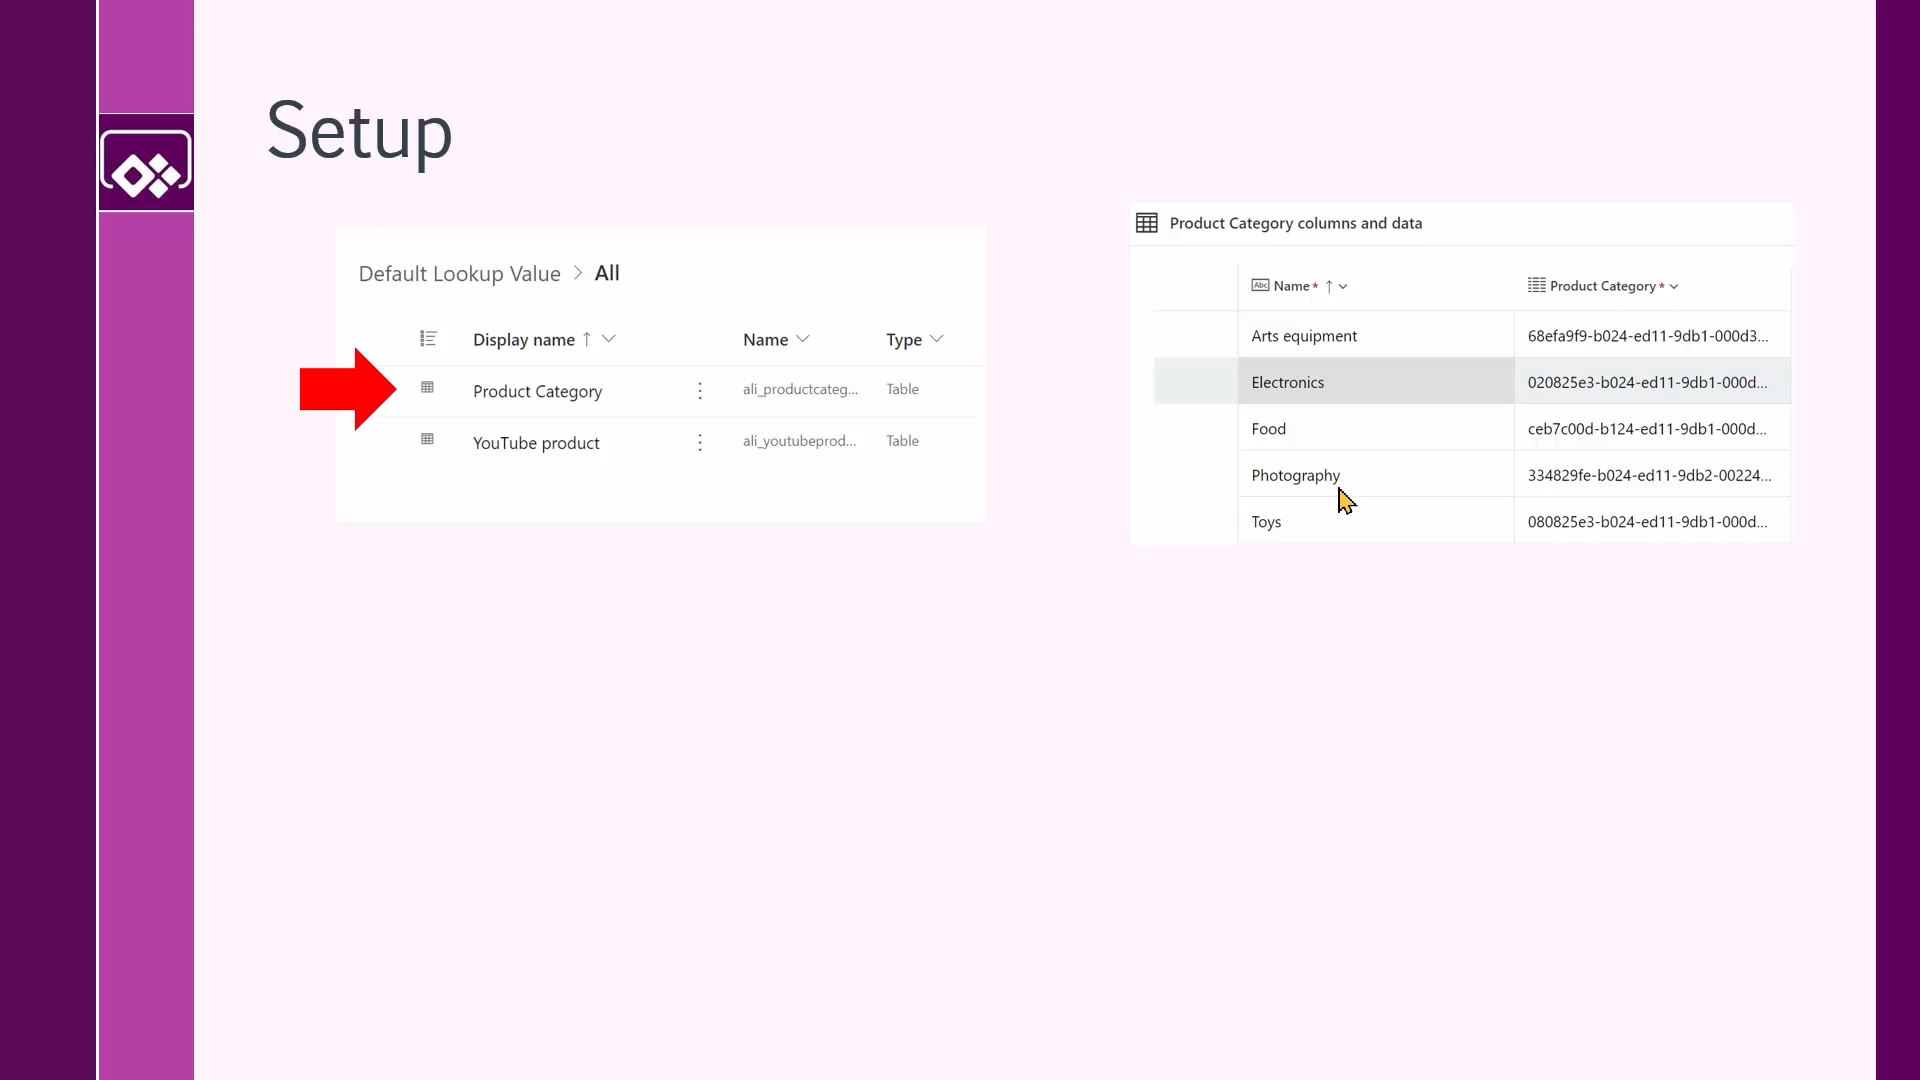 Setup
Default Lookup Value > All
Display name ↑ Name Type
Product Category ali_productcateg... Table
YouTube product ali_youtubeprod... Table
Product Category columns and data
Abc Name * ↑ Product Category *
Arts equipment 68efa9f9-b024-ed11-9db1-000d3...
Electronics 020825e3-b024-ed11-9db1-000d...
Food ceb7c00d-b124-ed11-9db1-000d...
Photography 334829fe-b024-ed11-9db2-00224...
Toys 080825e3-b024-ed11-9db1-000d...